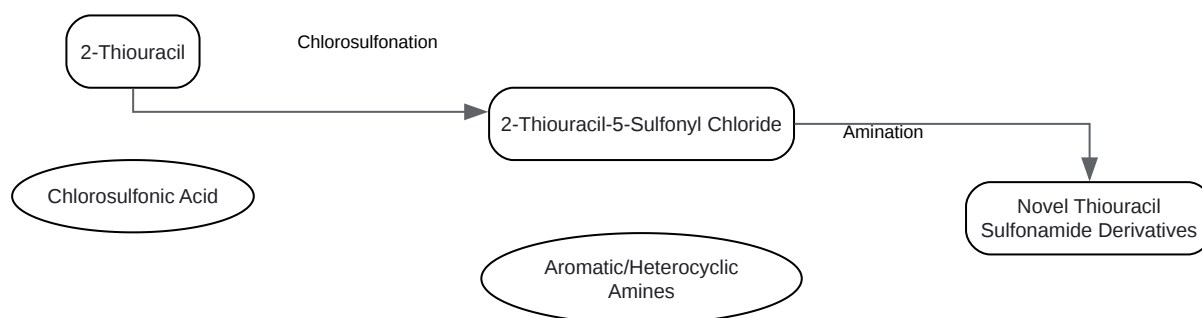 2-Thiouracil
Chlorosulfonation
2-Thiouracil-5-Sulfonyl Chloride
Amination
Chlorosulfonic Acid
Novel Thiouracil
Sulfonamide Derivatives
Aromatic/Heterocyclic
Amines